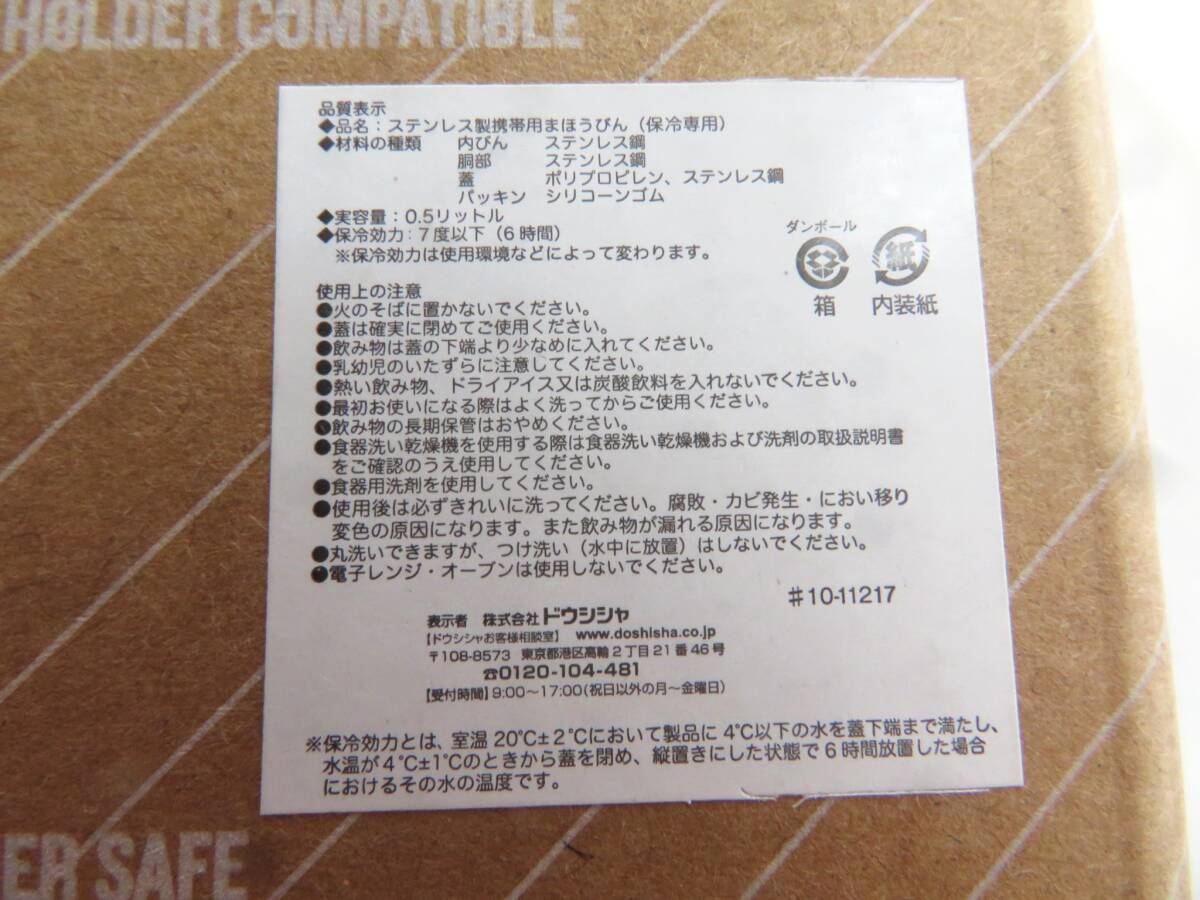 HOLDER COMPATIBLE
品質表示
◆品名：ステンレス製携帯用まほうびん（保冷専用）
◆材料の種類 内びん ステンレス鋼
胴部 ステンレス鋼
蓋 ポリプロピレン、ステンレス鋼
パッキン シリコーンゴム
◆実容量：0.5リットル
◆保冷効力：7度以下（6時間）
※保冷効力は使用環境などによって変わります。
ダンボール
箱
紙
内装紙
使用上の注意
●火のそばに置かないでください。
●蓋は確実に閉めてご使用ください。
●飲み物は蓋の下端より少なめに入れてください。
●乳幼児のいたずらに注意してください。
●熱い飲み物、ドライアイス又は炭酸飲料を入れないでください。
●最初お使いになる際はよく洗ってからご使用ください。
●飲み物の長期保管はおやめください。
●食器洗い乾燥機を使用する際は食器洗い乾燥機および洗剤の取扱説明書
をご確認のうえ使用してください。
●食器用洗剤を使用してください。
●使用後は必ずきれいに洗ってください。腐敗・カビ発生・におい移り
変色の原因になります。また飲み物が漏れる原因になります。
●丸洗いできますが、つけ洗い（水中に放置）はしないでください。
●電子レンジ・オーブンは使用しないでください。
♯10-11217
表示者 株式会社ドウシシャ
【ドウシシャお客様相談室】 www.doshisha.co.jp
〒108-8573 東京都港区高輪2丁目21番46号
☎0120-104-481
【受付時間】9:00〜17:00(祝日以外の月〜金曜日)
※保冷効力とは、室温20℃±2℃において製品に4℃以下の水を蓋下端まで満たし、
水温が4℃±1℃のときから蓋を閉め、縦置きにした状態で6時間放置した場合
におけるその水の温度です。
ER SAFE